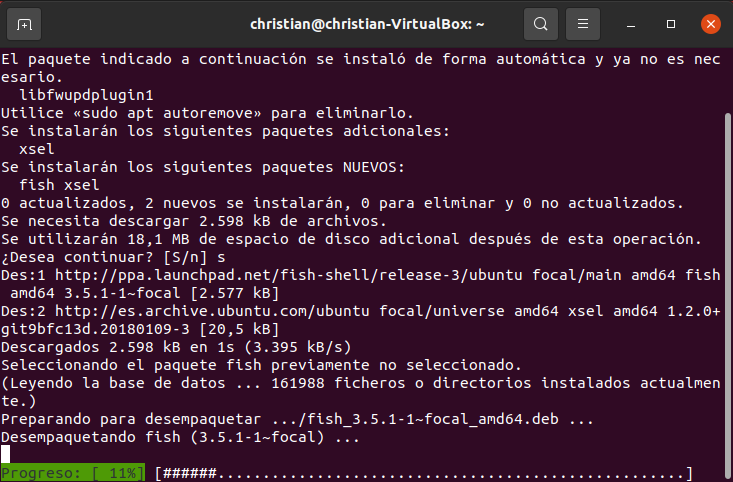 christian@christian-VirtualBox: ~
El paquete indicado a continuación se instaló de forma automática y ya no es nec
esario.
  libfwupdplugin1
Utilice «sudo apt autoremove» para eliminarlo.
Se instalarán los siguientes paquetes adicionales:
  xsel
Se instalarán los siguientes paquetes NUEVOS:
  fish xsel
0 actualizados, 2 nuevos se instalarán, 0 para eliminar y 0 no actualizados.
Se necesita descargar 2.598 kB de archivos.
Se utilizarán 18,1 MB de espacio de disco adicional después de esta operación.
¿Desea continuar? [S/n] s
Des:1 http://ppa.launchpad.net/fish-shell/release-3/ubuntu focal/main amd64 fish
 amd64 3.5.1-1~focal [2.577 kB]
Des:2 http://es.archive.ubuntu.com/ubuntu focal/universe amd64 xsel amd64 1.2.0+
git9bfc13d.20180109-3 [20,5 kB]
Descargados 2.598 kB en 1s (3.395 kB/s)
Seleccionando el paquete fish previamente no seleccionado.
(Leyendo la base de datos ... 161988 ficheros o directorios instalados actualmen
te.)
Preparando para desempaquetar .../fish_3.5.1-1~focal_amd64.deb ...
Desempaquetando fish (3.5.1-1~focal) ...
Progreso: [ 11%] [######....................................................]